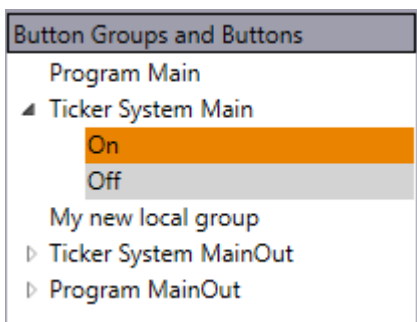 Button Groups and Buttons
Program Main
Ticker System Main
On
Off
My new local group
Ticker System MainOut
Program MainOut